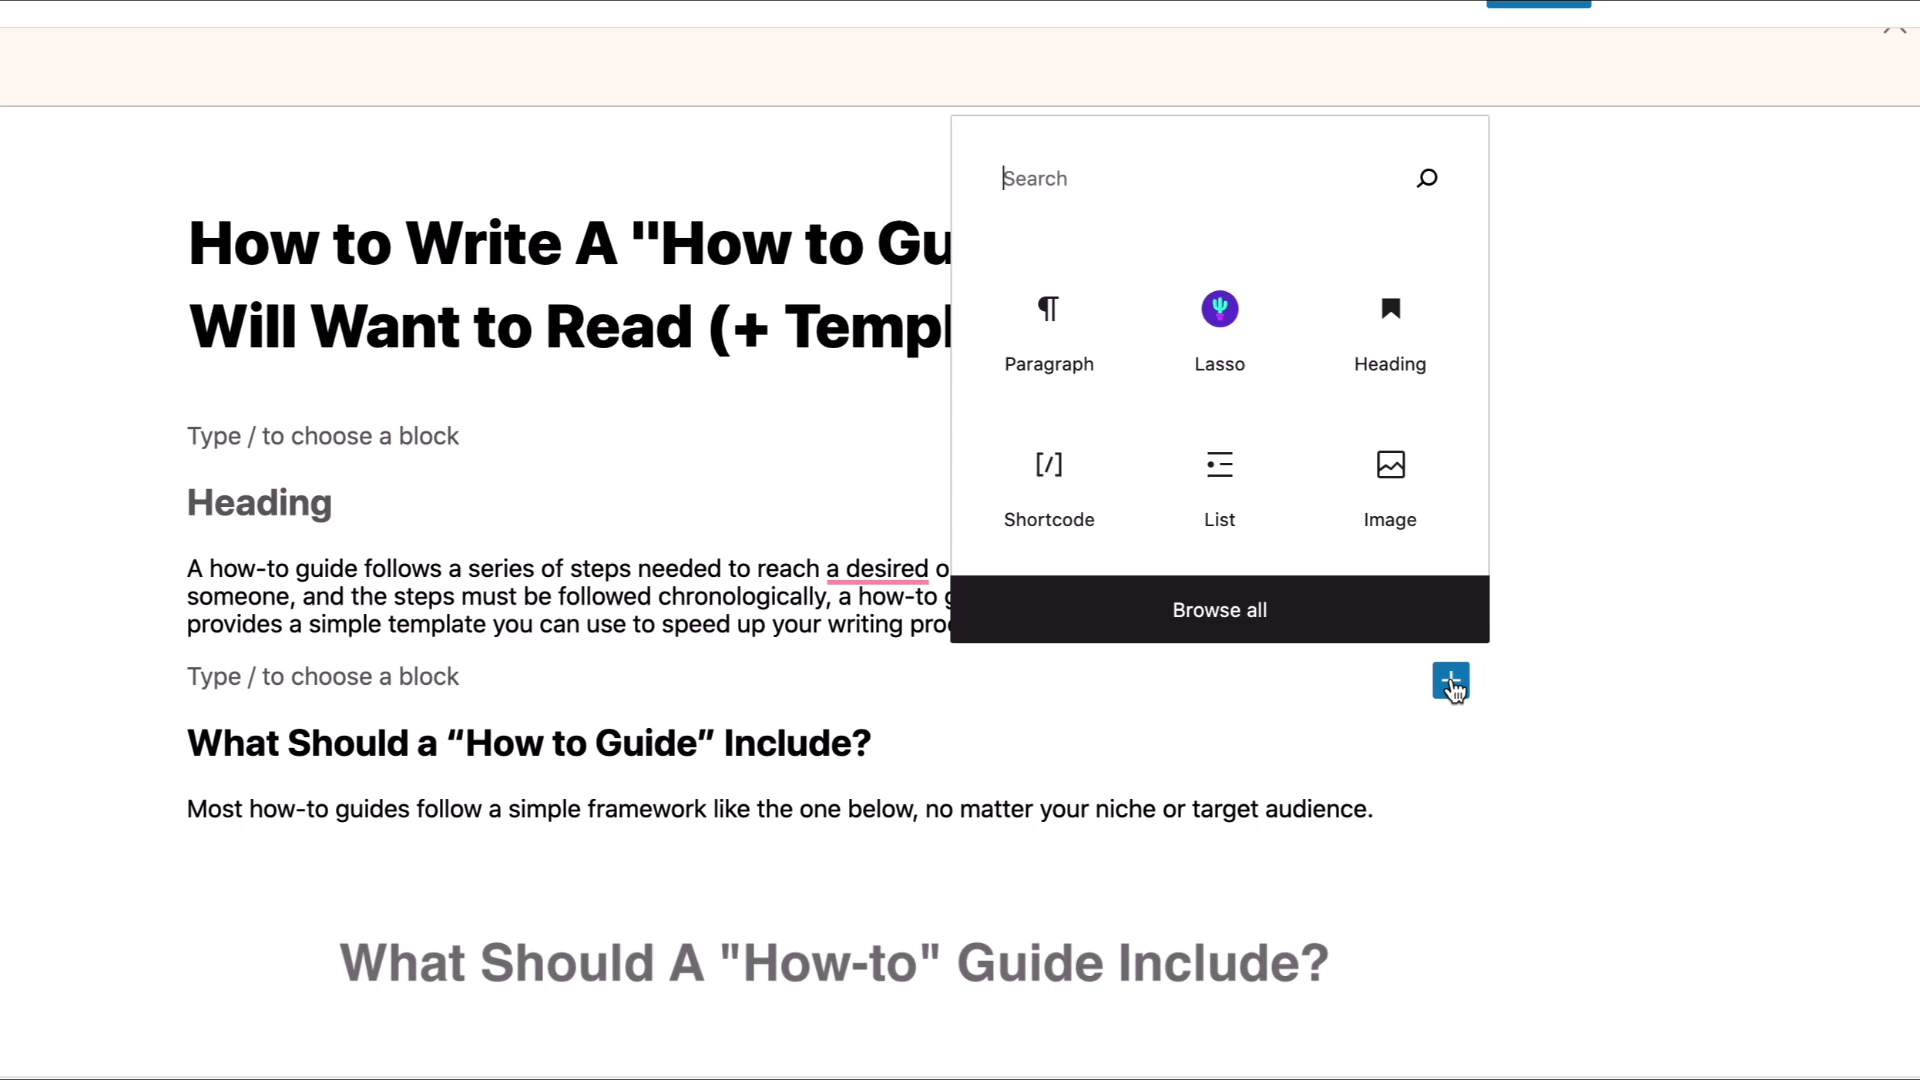 How to Write A "How to Gu
Will Want to Read (+ Templ
Type / to choose a block
Heading
A how-to guide follows a series of steps needed to reach a desired o
someone, and the steps must be followed chronologically, a how-to g
provides a simple template you can use to speed up your writing pro
Search
Paragraph Lasso Heading
Shortcode List Image
Browse all
Type / to choose a block
What Should a “How to Guide” Include?
Most how-to guides follow a simple framework like the one below, no matter your niche or target audience.
What Should A "How-to" Guide Include?